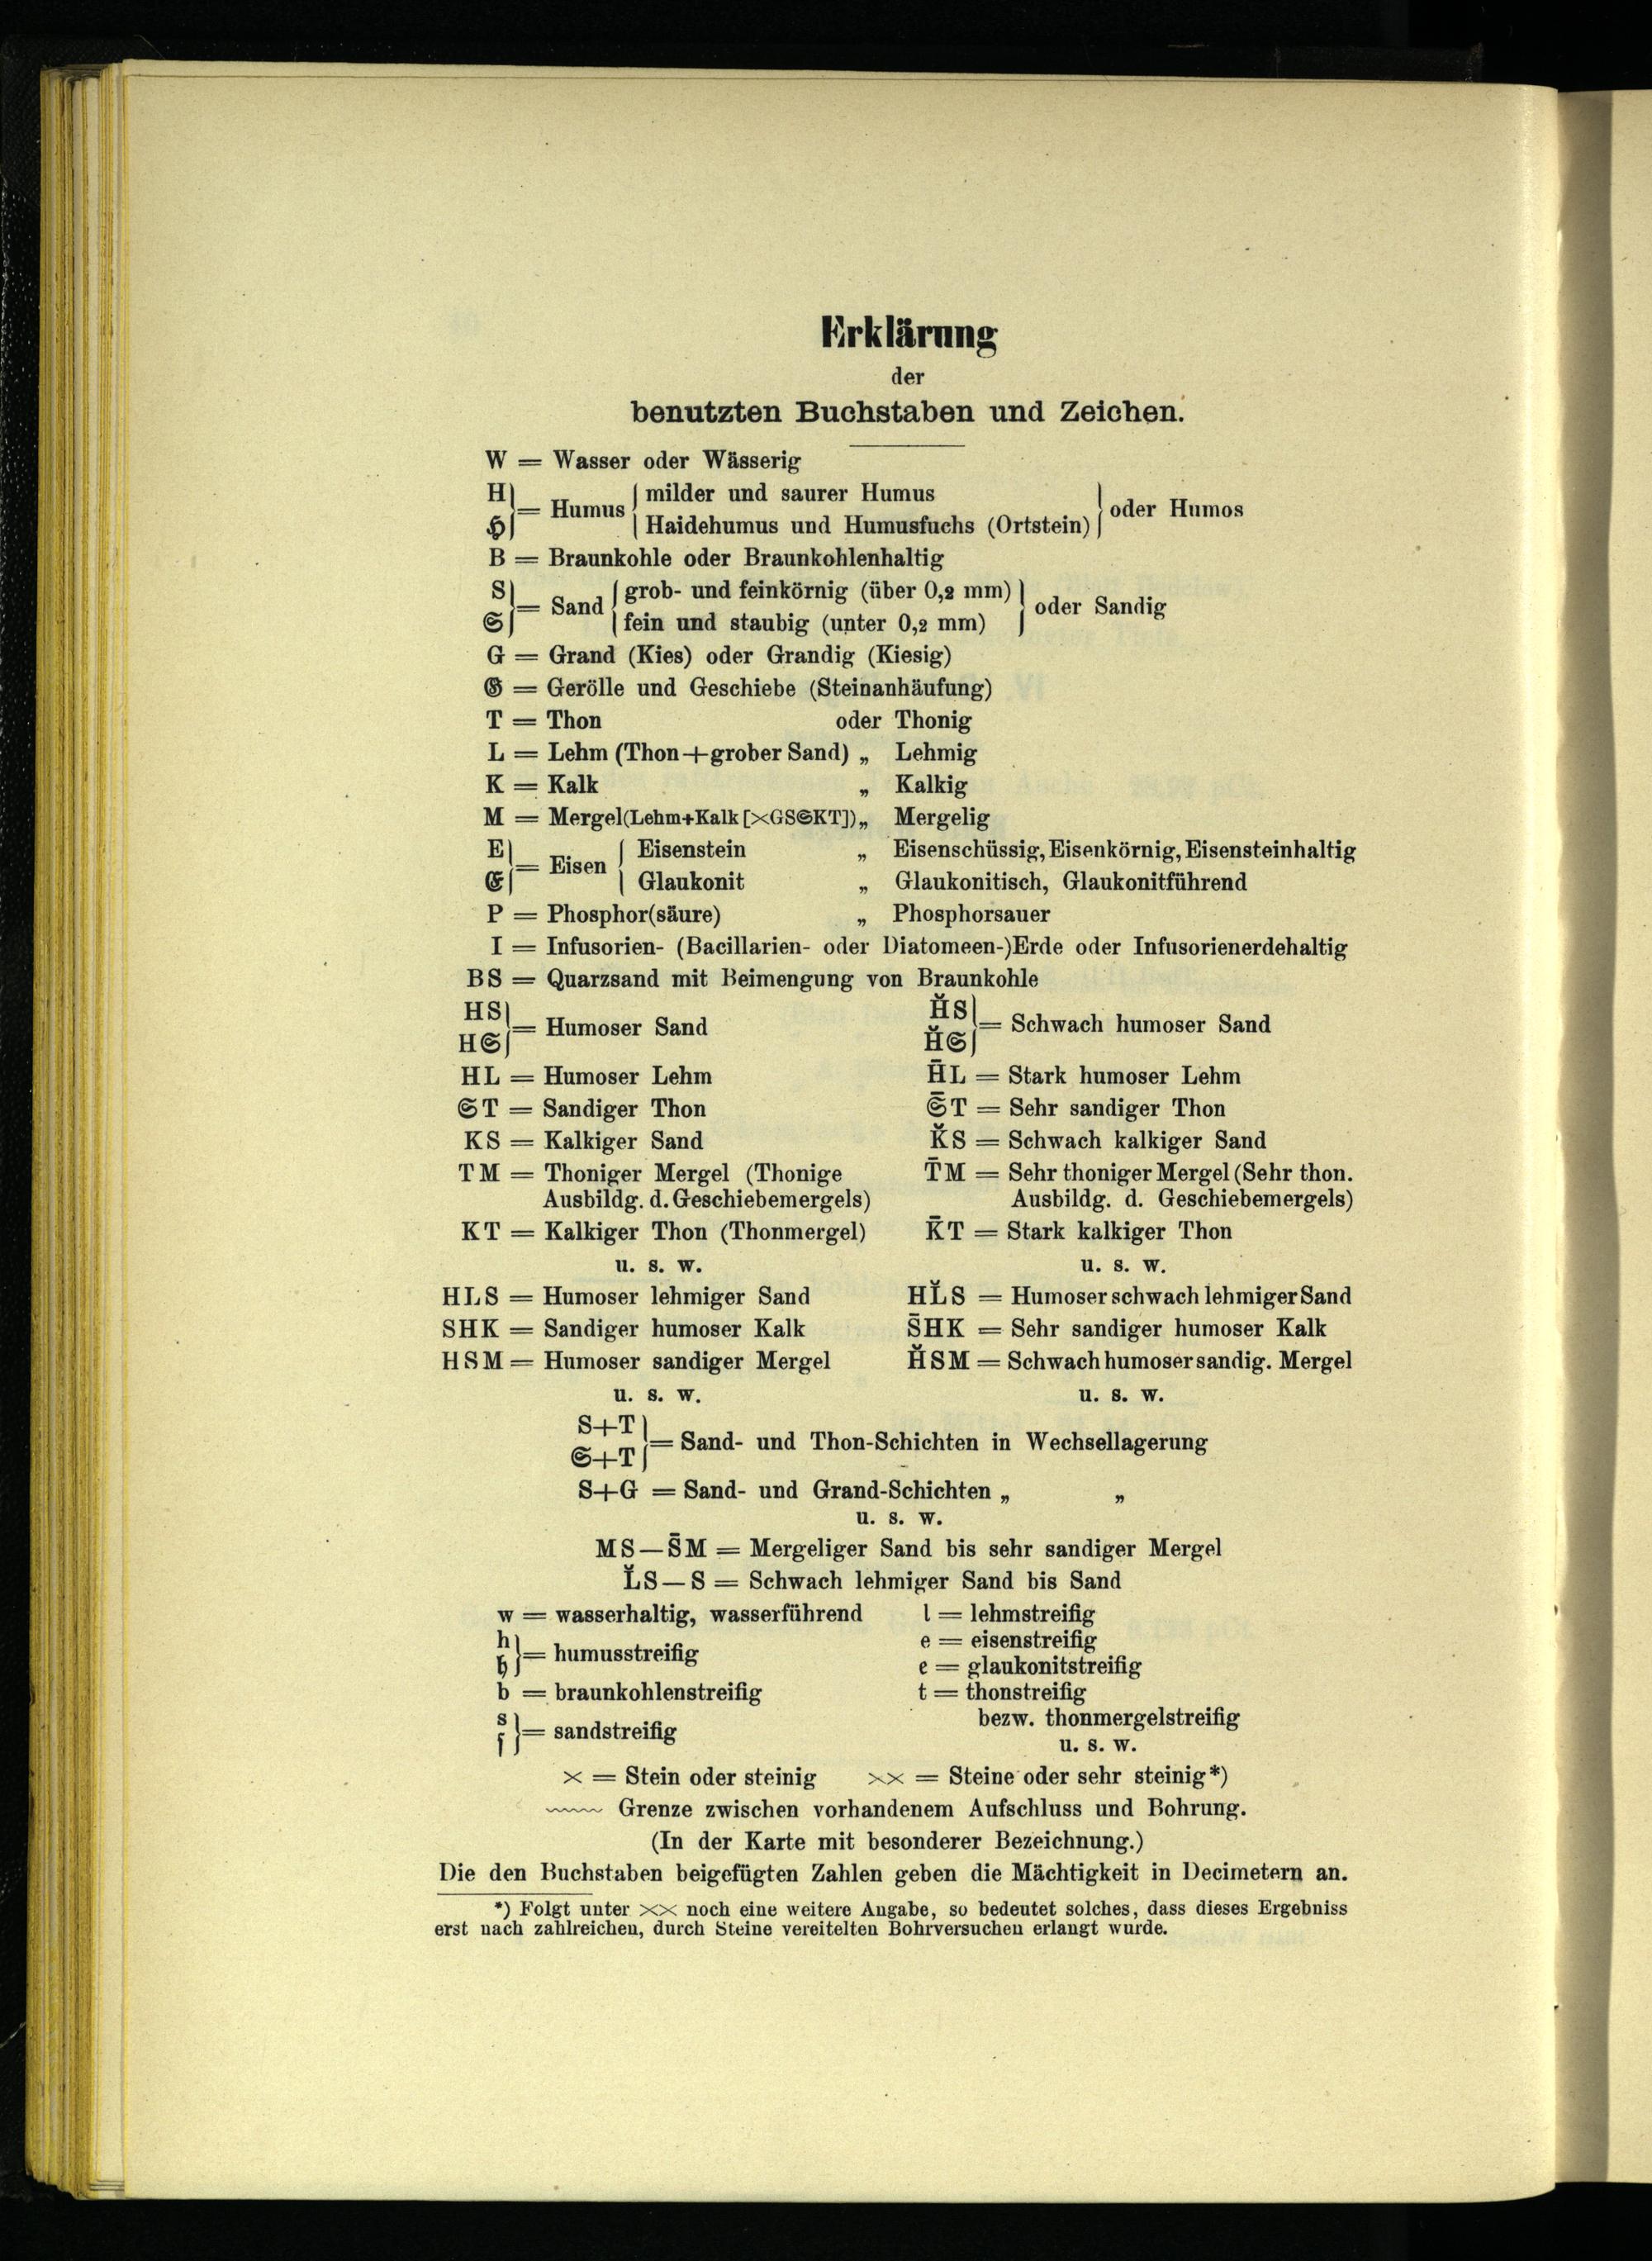 Erklärung
der
benutzten Buchstaben und Zeichen.
W = Wasser oder Wässerig
H } = Humus { milder und saurer Humus } oder Humos
ℌ } { Haidehumus und Humusfuchs (Ortstein) }
B = Braunkohle oder Braunkohlenhaltig
S } = Sand { grob- und feinkörnig (über 0,2 mm) } oder Sandig
𝔖 } { fein und staubig (unter 0,2 mm) }
G = Grand (Kies) oder Grandig (Kiesig)
𝔊 = Gerölle und Geschiebe (Steinanhäufung)
T = Thon oder Thonig
L = Lehm (Thon+grober Sand) „ Lehmig
K = Kalk „ Kalkig
M = Mergel(Lehm+Kalk [×GS𝔖KT]) „ Mergelig
E } = Eisen { Eisenstein „ Eisenschüssig, Eisenkörnig, Eisensteinhaltig
𝔈 } { Glaukonit „ Glaukonitisch, Glaukonitführend
P = Phosphor(säure) „ Phosphorsauer
I = Infusorien- (Bacillarien- oder Diatomeen-)Erde oder Infusorienerdehaltig
BS = Quarzsand mit Beimengung von Braunkohle
HS } = Humoser Sand H̆S } = Schwach humoser Sand
H𝔖 } H̆𝔖 }
HL = Humoser Lehm H̄L = Stark humoser Lehm
𝔖T = Sandiger Thon 𝔖̄T = Sehr sandiger Thon
KS = Kalkiger Sand K̆S = Schwach kalkiger Sand
TM = Thoniger Mergel (Thonige T̄M = Sehr thoniger Mergel (Sehr thon.
Ausbildg. d. Geschiebemergels) Ausbildg. d. Geschiebemergels)
KT = Kalkiger Thon (Thonmergel) K̄T = Stark kalkiger Thon
u. s. w. u. s. w.
HLS = Humoser lehmiger Sand HL̆S = Humoser schwach lehmiger Sand
SHK = Sandiger humoser Kalk S̄HK = Sehr sandiger humoser Kalk
HSM = Humoser sandiger Mergel H̆SM = Schwach humoser sandig. Mergel
u. s. w. u. s. w.
S+T } = Sand- und Thon-Schichten in Wechsellagerung
𝔖+T }
S+G = Sand- und Grand-Schichten „ „
u. s. w.
MS — S̄M = Mergeliger Sand bis sehr sandiger Mergel
L̆S — S = Schwach lehmiger Sand bis Sand
w = wasserhaltig, wasserführend l = lehmstreifig
h } = humusstreifig e = eisenstreifig
𝔥 } 𝔢 = glaukonitstreifig
b = braunkohlenstreifig t = thonstreifig
s } = sandstreifig bezw. thonmergelstreifig
ſ } u. s. w.
× = Stein oder steinig ×× = Steine oder sehr steinig*)
﹏﹏ Grenze zwischen vorhandenem Aufschluss und Bohrung.
(In der Karte mit besonderer Bezeichnung.)
Die den Buchstaben beigefügten Zahlen geben die Mächtigkeit in Decimetern an.
*) Folgt unter ×× noch eine weitere Angabe, so bedeutet solches, dass dieses Ergebniss
erst nach zahlreichen, durch Steine vereitelten Bohrversuchen erlangt wurde.